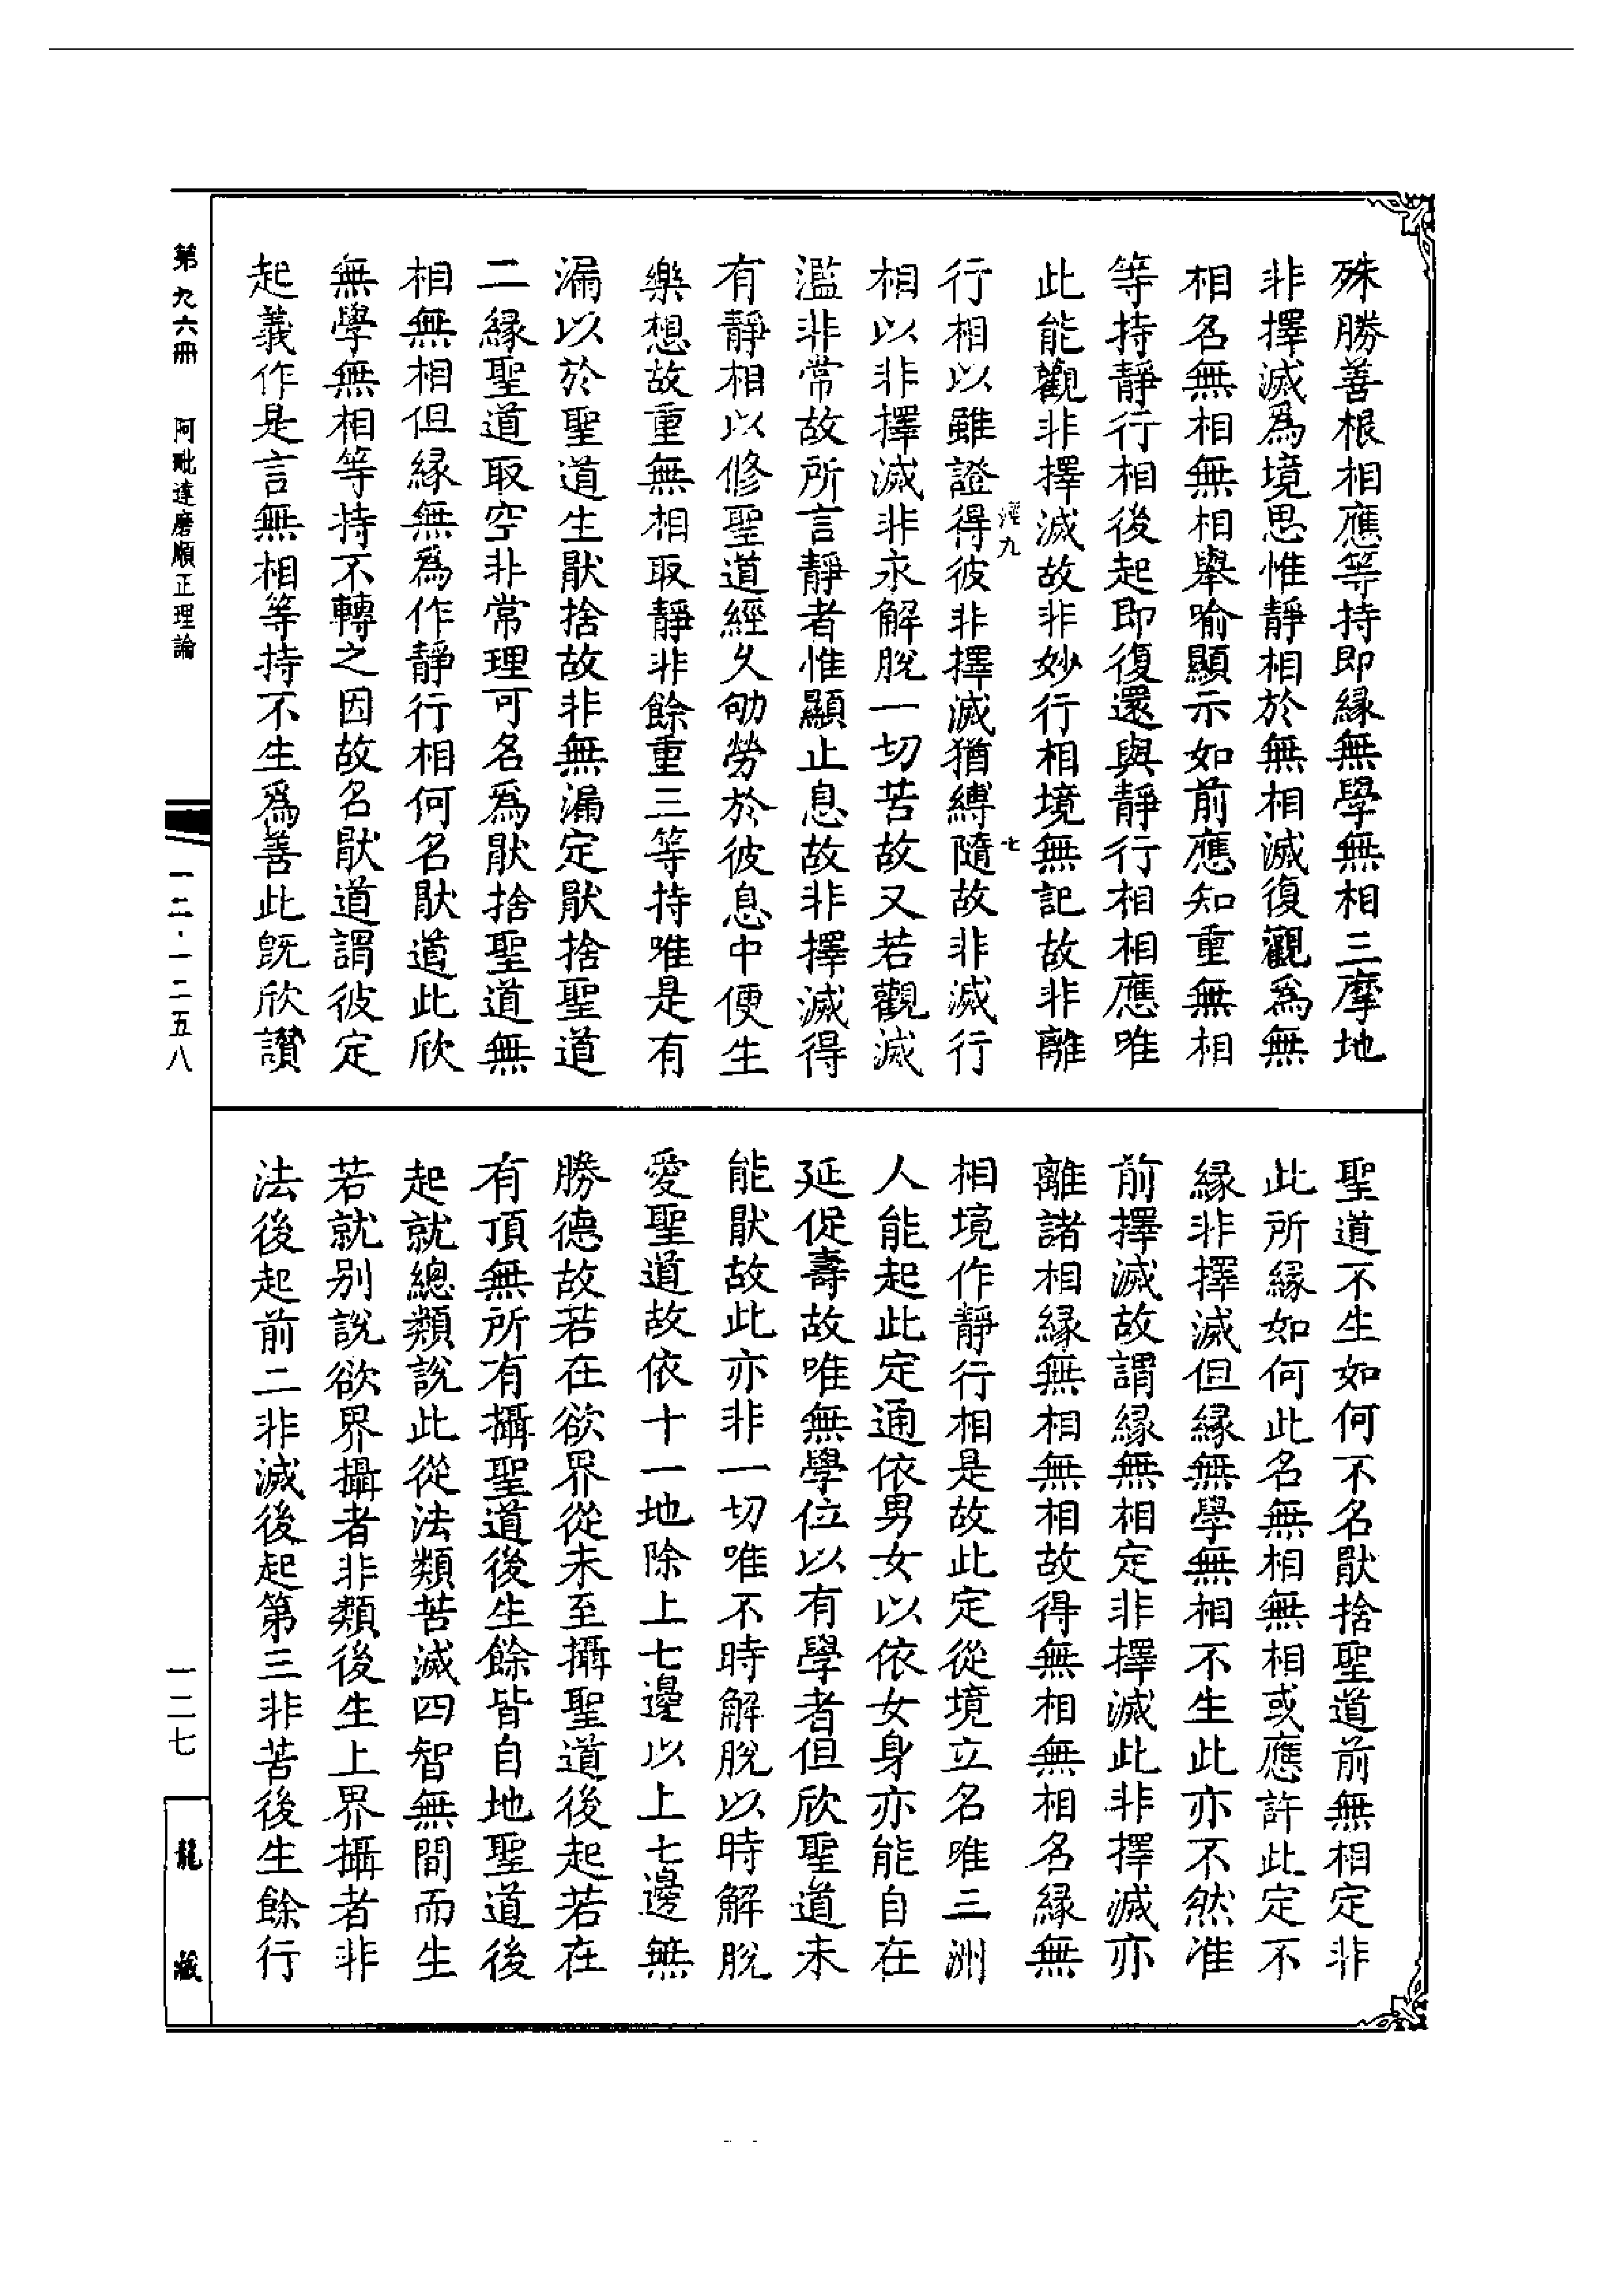 殊勝善根相應等持即緣無學無相三摩地
非擇滅爲境思惟靜相於無相滅復觀爲無
相名無相無相舉喻顯示如前應知重無相
等持靜行相後起即復還與靜行相相應唯
此能觀非擇滅故非妙行相境無記故非離
行相以雖證得彼非擇滅猶縛隨故非滅行
相以非擇滅非永解脫一切苦故又若觀滅
濫非常故所言靜者惟顯止息故非擇滅得
有靜相以修聖道經久劬勞於彼息中便生
樂想故重無相取靜非餘重三等持唯是有
漏以於聖道生猒捨故非無漏定猒捨聖道
二緣聖道取空非常理可名爲猒捨聖道無
相無相但緣無爲作靜行相何名猒道此欣
無學無相等持不轉之因故名猒道謂彼定
起義作是言無相等持不生爲善此旣欣讚
聖道不生如何不名猒捨聖道前無相定非
此所緣如何此名無相無相或應許此定不
緣非擇滅但緣無學無相不生此亦不然准
前擇滅故謂緣無相定非擇滅此非擇滅亦
離諸相緣無相無相故得無相無相名緣無
相境作靜行相是故此定從境立名唯三洲
人能起此定通依男女以依女身亦能自在
延促壽故唯無學位以有學者但欣聖道未
能猒故此亦非一切唯不時解脫以時解脫
愛聖道故依十一地除上七邊以上七邊無
勝德故若在欲界從未至攝聖道後起若在
有頂無所有攝聖道後生餘皆自地聖道後
起就總類說此從法類苦滅四智無間而生
若就別說欲界攝者非類後生上界攝者非
法後起前二非滅後起第三非苦後生餘行
第九六冊 阿毗達磨順正理論
一二·一二五八
一二七
龍藏
九
七